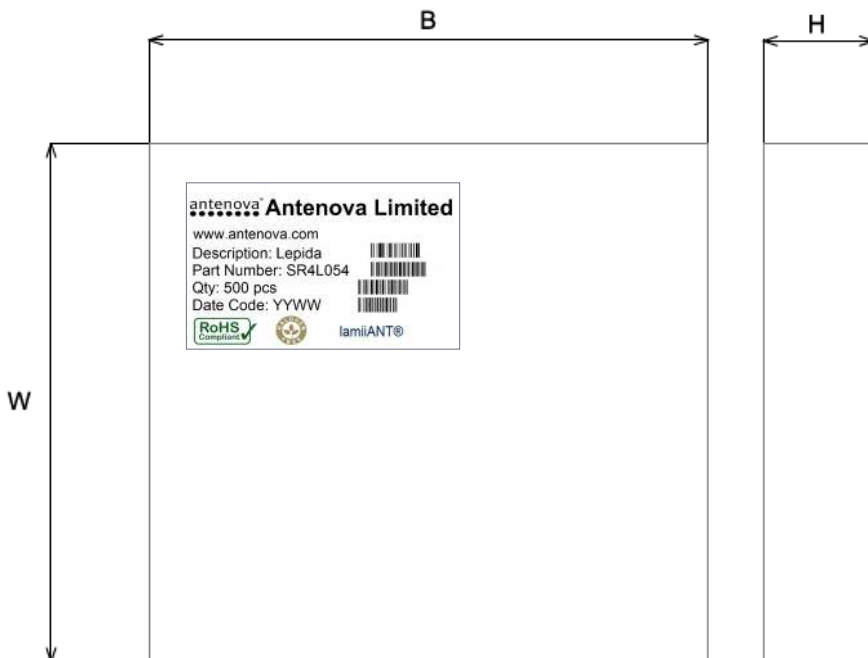 B
H
antenova® Antenova Limited
www.antenova.com
Description: Lepida
Part Number: SR4L054
Qty: 500 pcs
Date Code: YYWW
RoHS
Compliant
lamiiANT®
W